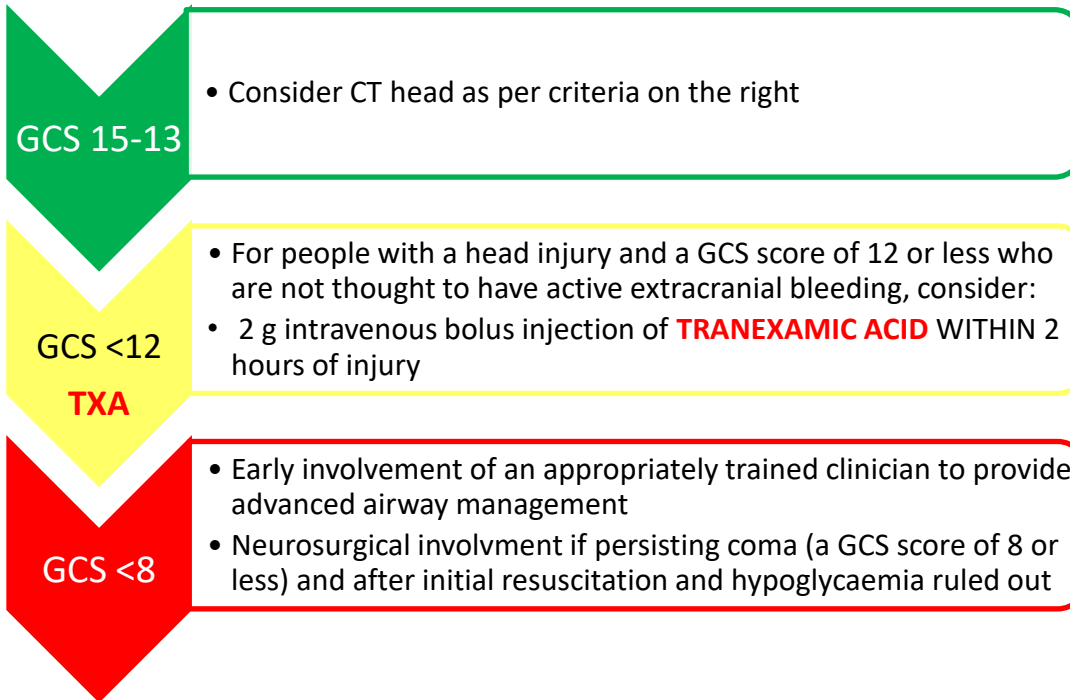 GCS 15-13
• Consider CT head as per criteria on the right
GCS <12
TXA
• For people with a head injury and a GCS score of 12 or less who
are not thought to have active extracranial bleeding, consider:
• 2 g intravenous bolus injection of TRANEXAMIC ACID WITHIN 2
hours of injury
GCS <8
• Early involvement of an appropriately trained clinician to provide
advanced airway management
• Neurosurgical involvment if persisting coma (a GCS score of 8 or
less) and after initial resuscitation and hypoglycaemia ruled out